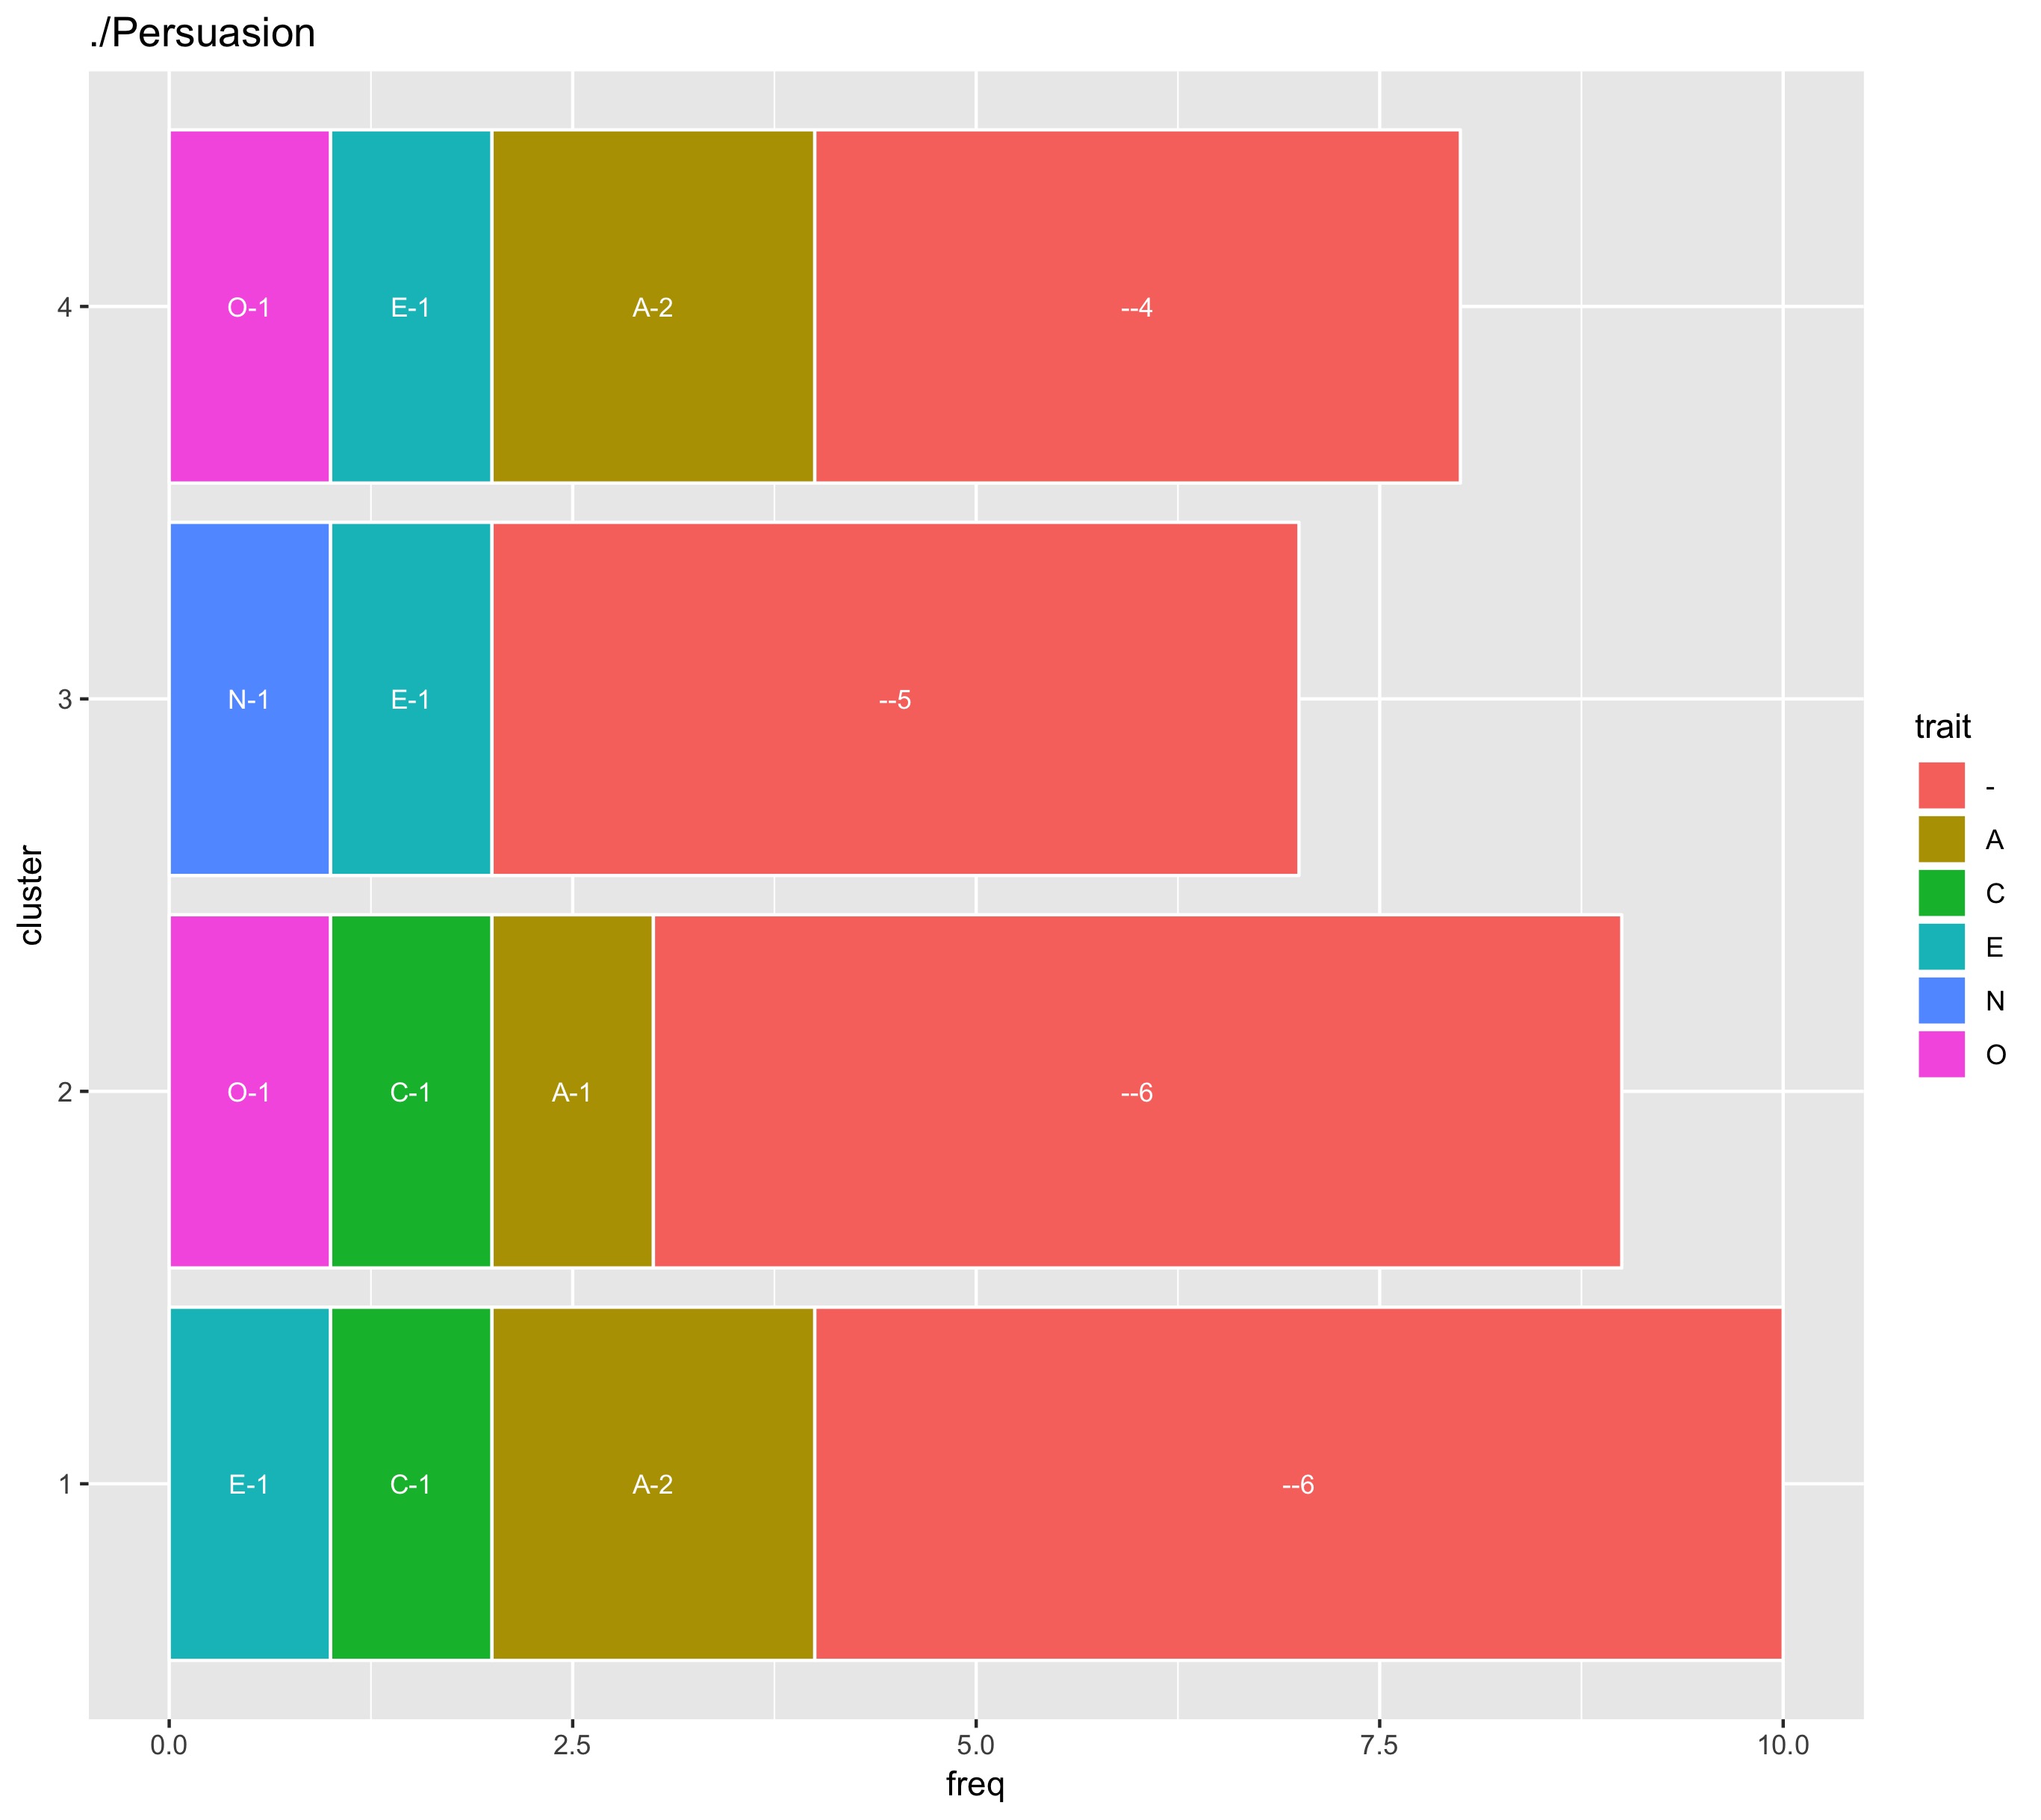 ./Persuasion
4
O-1 E-1 A-2 --4
3
N-1 E-1 --5
2
O-1 C-1 A-1 --6
1
E-1 C-1 A-2 --6
0.0 2.5 5.0 7.5 10.0
freq
cluster
trait
-
A
C
E
N
O